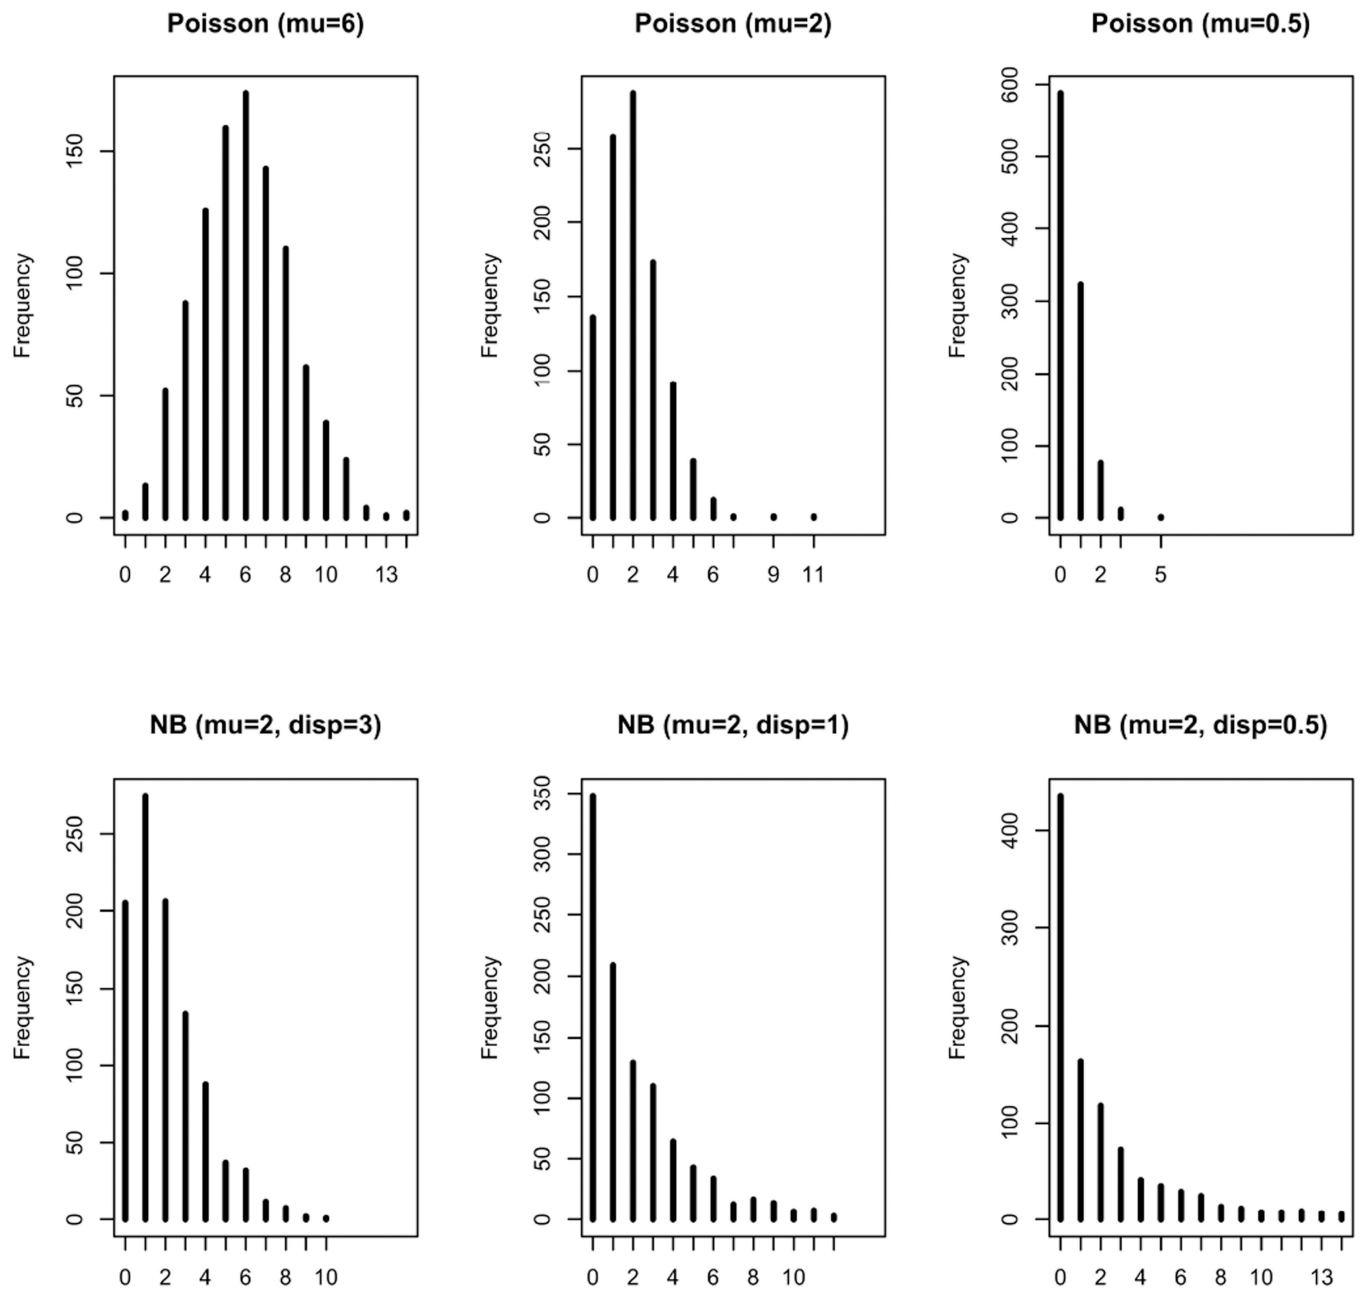 Poisson (mu=6)
Poisson (mu=2)
Poisson (mu=0.5)
Frequency
0 50 100 150
0 2 4 6 8 10 13
Frequency
0 50 100 150 200 250
0 2 4 6 9 11
Frequency
0 100 200 300 400 500 600
0 2 5
NB (mu=2, disp=3)
NB (mu=2, disp=1)
NB (mu=2, disp=0.5)
Frequency
0 50 100 150 200 250
0 2 4 6 8 10
Frequency
0 50 100 150 200 250 300 350
0 2 4 6 8 10
Frequency
0 100 200 300 400
0 2 4 6 8 10 13